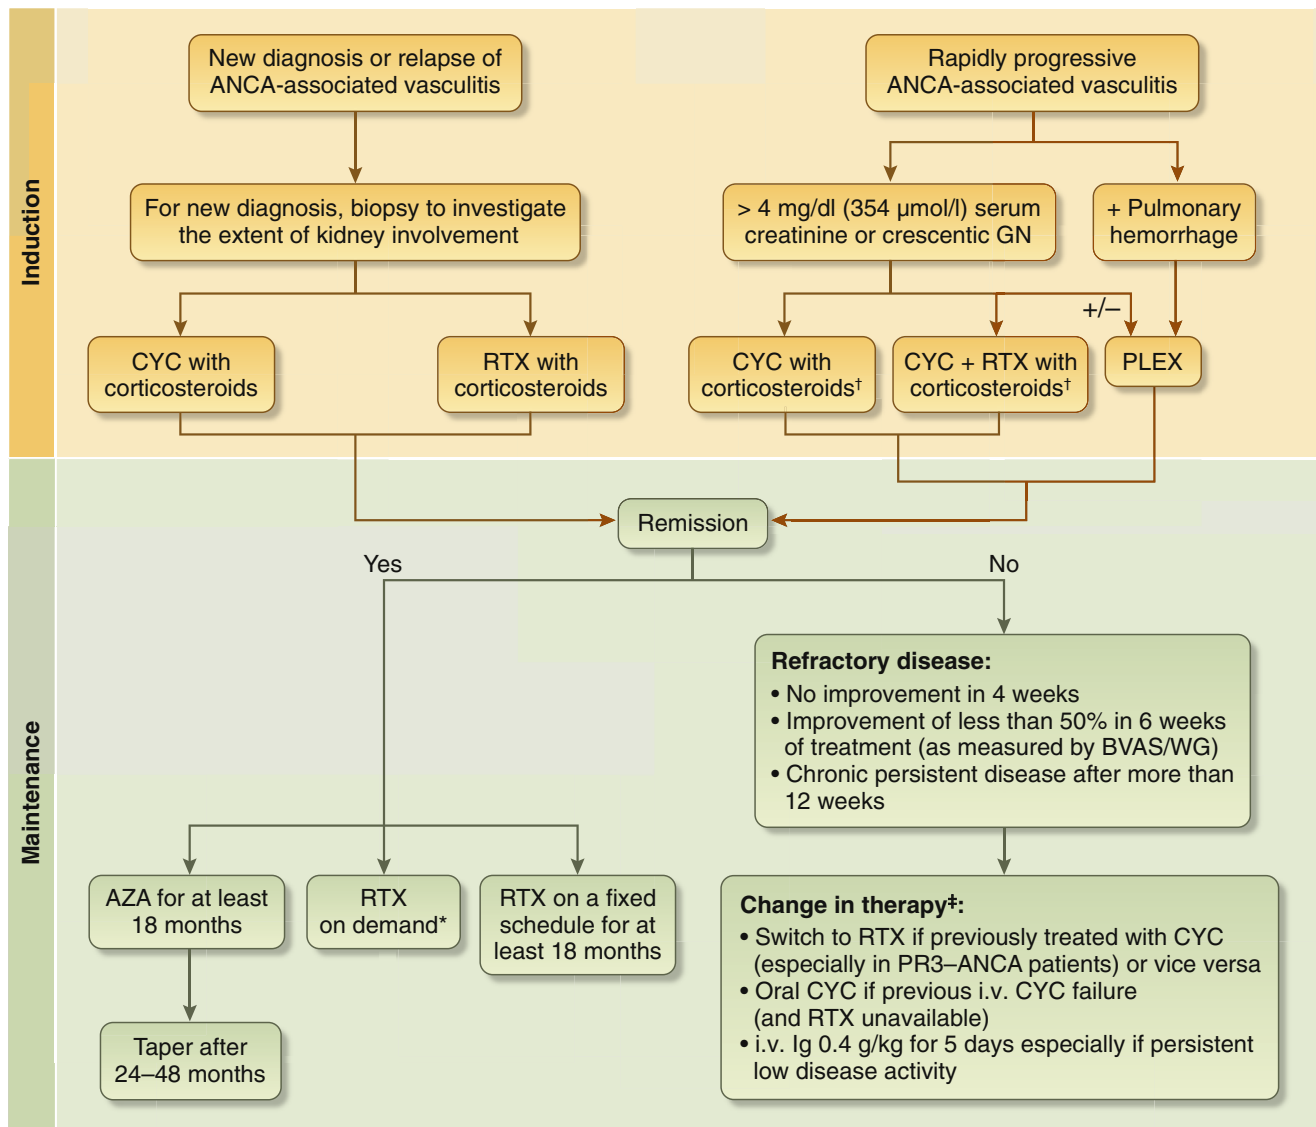 Induction
New diagnosis or relapse of
ANCA-associated vasculitis
Rapidly progressive
ANCA-associated vasculitis
For new diagnosis, biopsy to investigate
the extent of kidney involvement
> 4 mg/dl (354 μmol/l) serum
creatinine or crescentic GN
+ Pulmonary
hemorrhage
+/–
CYC with
corticosteroids
RTX with
corticosteroids
CYC with
corticosteroids†
CYC + RTX with
corticosteroids†
PLEX
Maintenance
Remission
Yes
No
Refractory disease:
• No improvement in 4 weeks
• Improvement of less than 50% in 6 weeks
of treatment (as measured by BVAS/WG)
• Chronic persistent disease after more than
12 weeks
AZA for at least
18 months
RTX
on demand*
RTX on a fixed
schedule for at
least 18 months
Taper after
24–48 months
Change in therapy‡:
• Switch to RTX if previously treated with CYC
(especially in PR3–ANCA patients) or vice versa
• Oral CYC if previous i.v. CYC failure
(and RTX unavailable)
• i.v. Ig 0.4 g/kg for 5 days especially if persistent
low disease activity